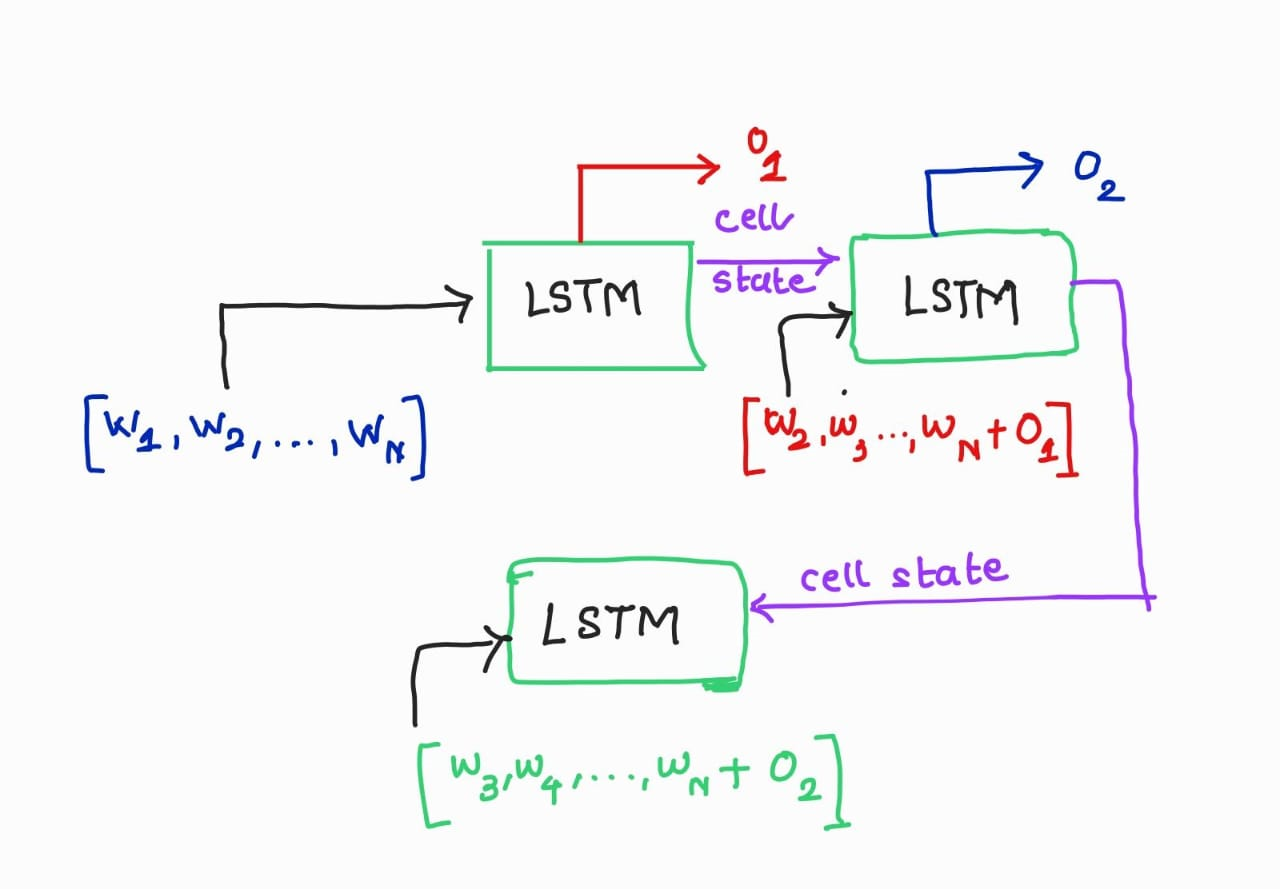 O1
O2
cell
state
LSTM
LSTM
[W1, W2, ..., WN]
[W2, W3 ..., WN + O1]
cell state
LSTM
[W3, W4, ..., WN + O2]